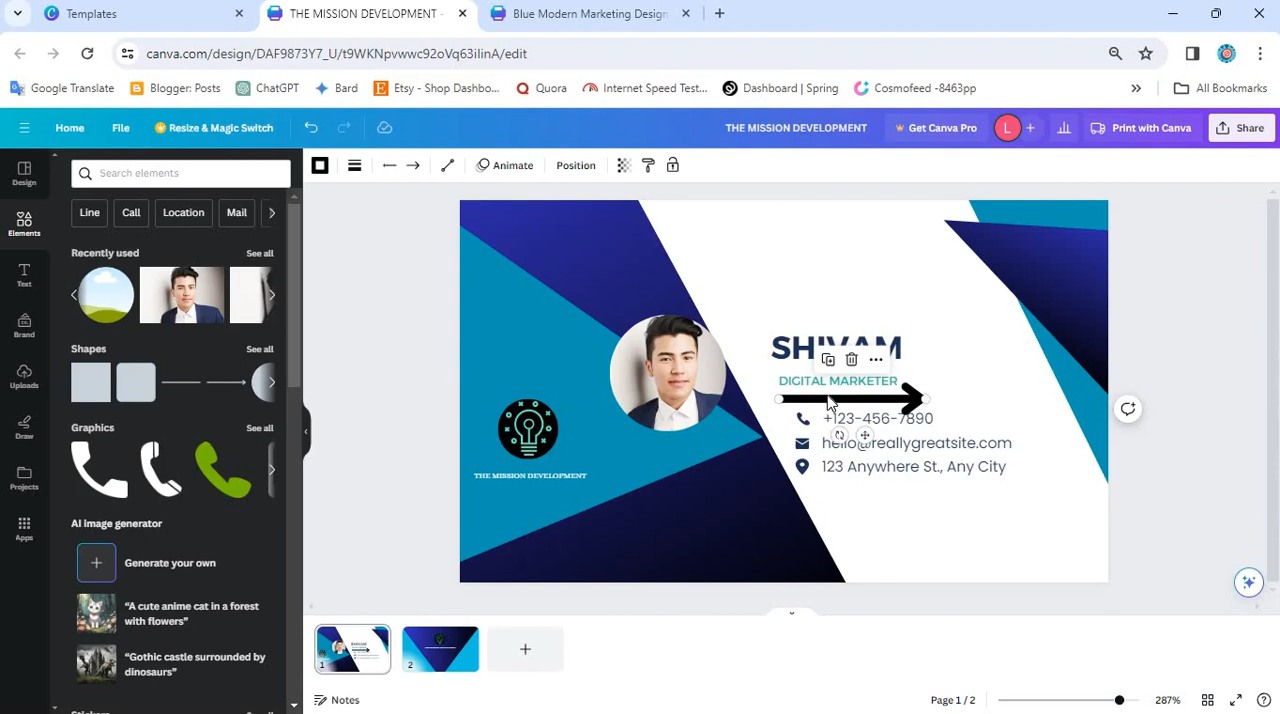 Templates
THE MISSION DEVELOPMENT -
Blue Modern Marketing Design
canva.com/design/DAF9873Y7_U/t9WKNpvwwc92oVq63iIinA/edit
Google Translate
Blogger: Posts
ChatGPT
Bard
Etsy - Shop Dashbo...
Quora
Internet Speed Test...
Dashboard | Spring
Cosmofeed -8463pp
All Bookmarks
Home
File
Resize & Magic Switch
THE MISSION DEVELOPMENT
Get Canva Pro
L
Print with Canva
Share
Design
Elements
Text
Brand
Uploads
Draw
Projects
Apps
Search elements
Line
Call
Location
Mail
Recently used
See all
Shapes
See all
Graphics
See all
AI image generator
Generate your own
"A cute anime cat in a forest
with flowers"
"Gothic castle surrounded by
dinosaurs"
Animate
Position
SHIVAM
DIGITAL MARKETER
+123-456-7890
hello@reallygreatsite.com
123 Anywhere St., Any City
THE MISSION DEVELOPMENT
1
2
Notes
Page 1 / 2
287%